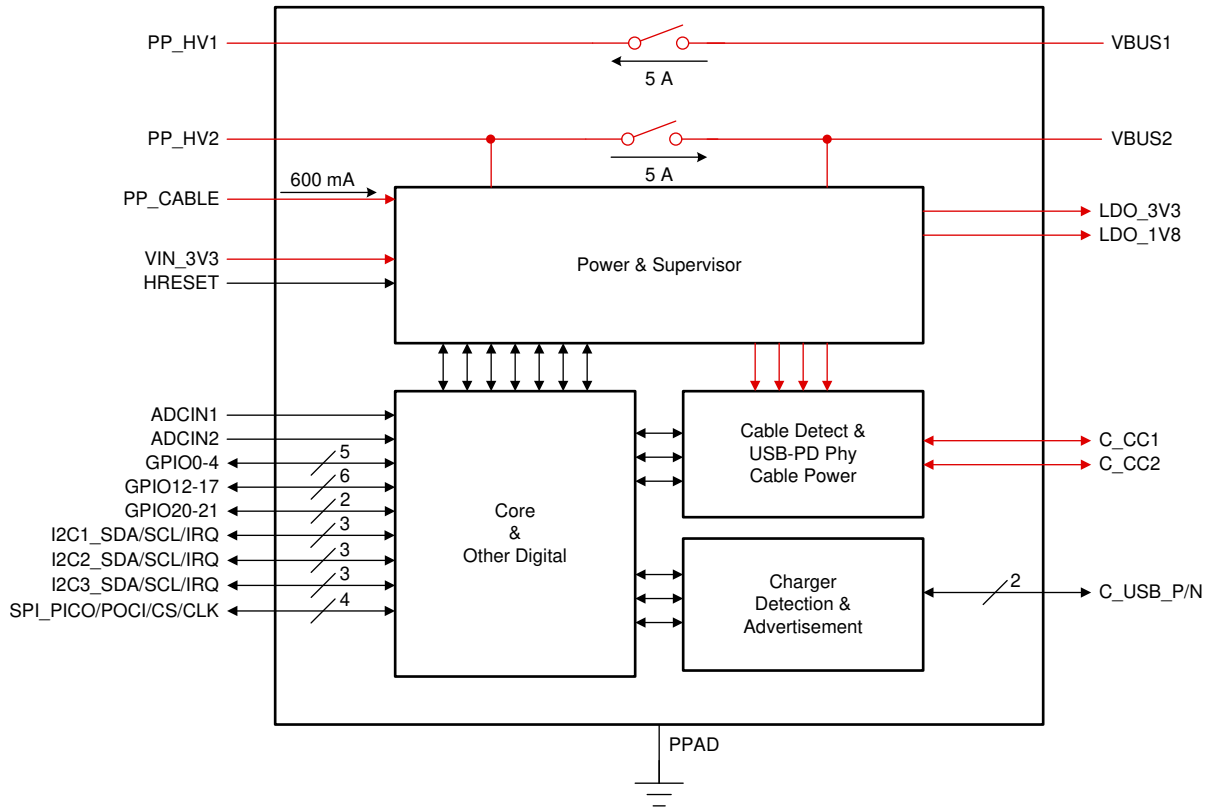 PP_HV1
VBUS1
5 A
PP_HV2
VBUS2
5 A
600 mA
PP_CABLE
LDO_3V3
LDO_1V8
VIN_3V3
HRESET
Power & Supervisor
ADCIN1
ADCIN2
GPIO0-4
5
GPIO12-17
6
GPIO20-21
2
I2C1_SDA/SCL/IRQ
3
I2C2_SDA/SCL/IRQ
3
I2C3_SDA/SCL/IRQ
3
SPI_PICO/POCI/CS/CLK
4
Core
&
Other Digital
Cable Detect &
USB-PD Phy
Cable Power
C_CC1
C_CC2
Charger
Detection &
Advertisement
2
C_USB_P/N
PPAD